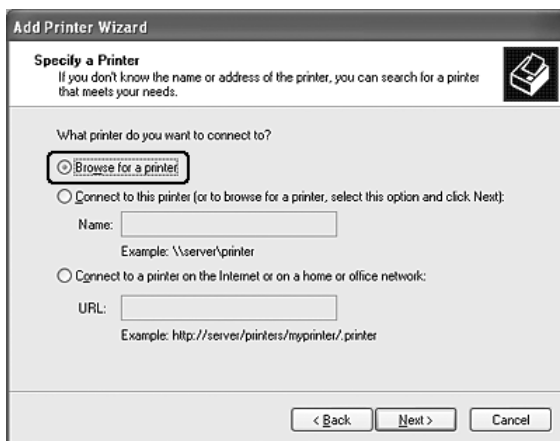 Add Printer Wizard
Specify a Printer
If you don't know the name or address of the printer, you can search for a printer
that meets your needs.
What printer do you want to connect to?
Browse for a printer
Connect to this printer (or to browse for a printer, select this option and click Next):
Name:
Example: \\server\printer
Connect to a printer on the Internet or on a home or office network:
URL:
Example: http://server/printers/myprinter/.printer
< Back Next > Cancel